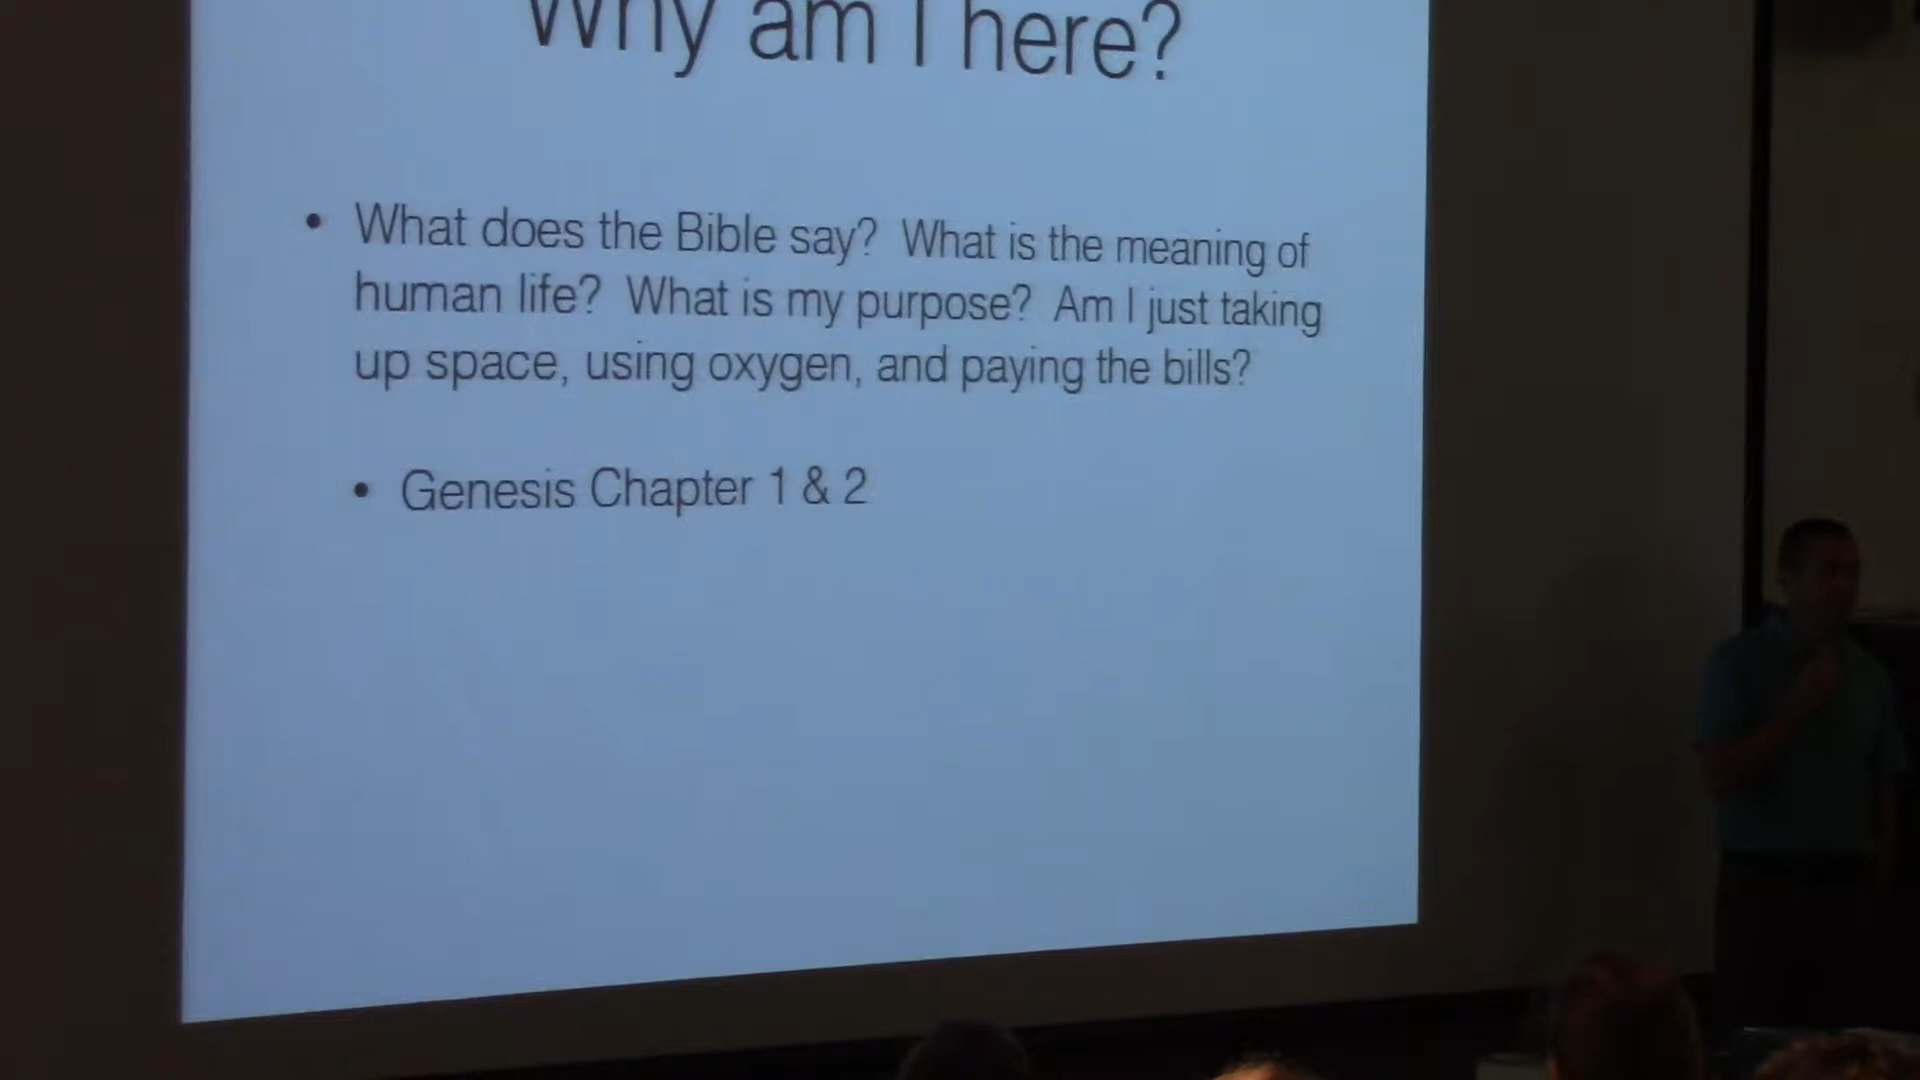 Why am I here?
• What does the Bible say?  What is the meaning of
human life?  What is my purpose?  Am I just taking
up space, using oxygen, and paying the bills?
• Genesis Chapter 1 & 2